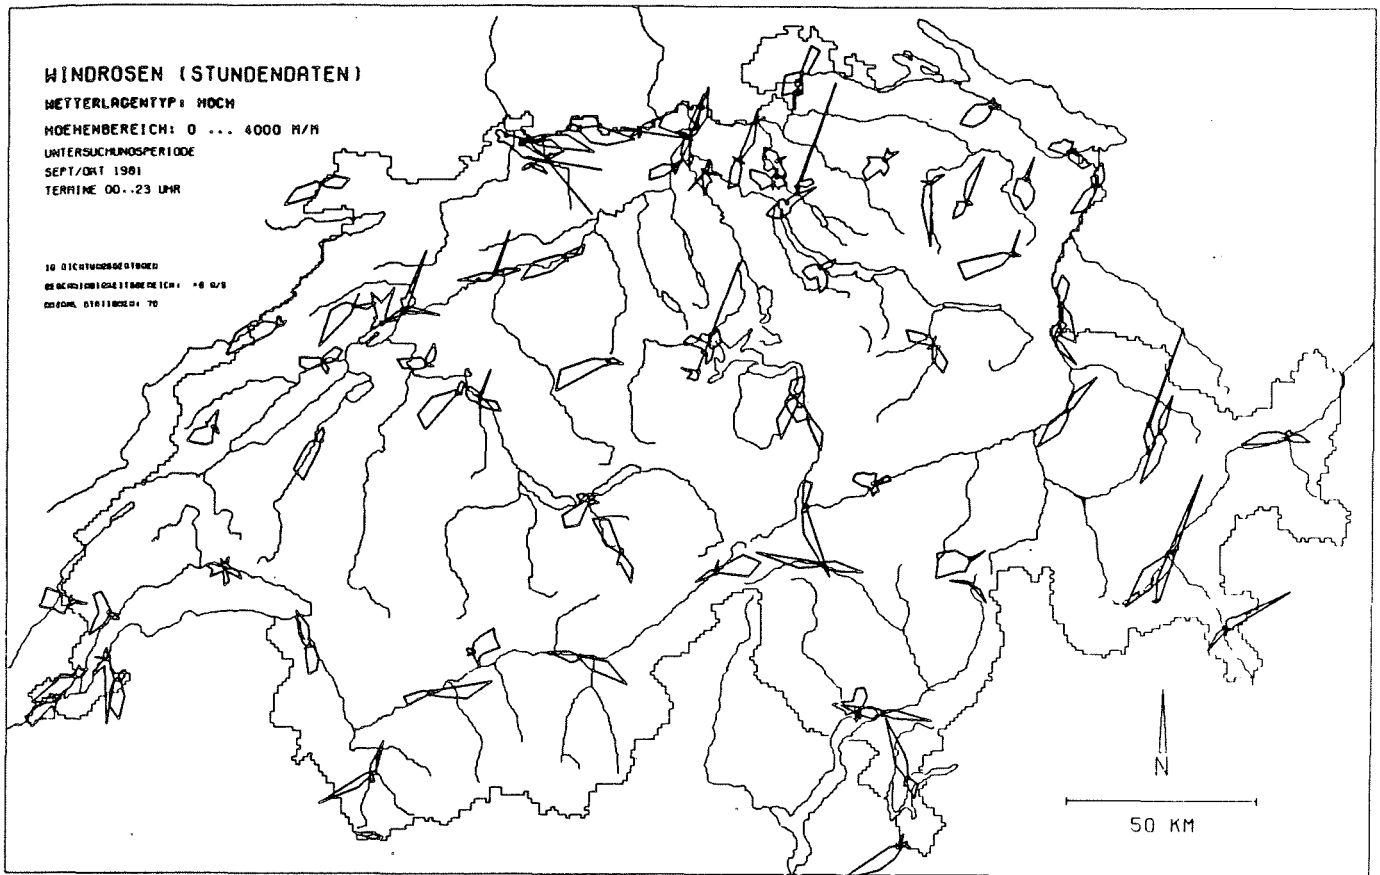 WINDROSEN (STUNDENDATEN)
WETTERLAGENTYP: HOCH
HOEHENBEREICH: 0 ... 4000 M/M
UNTERSUCHUNGSPERIODE
SEPT/OKT 1981
TERMINE 00..23 UHR
N
50 KM